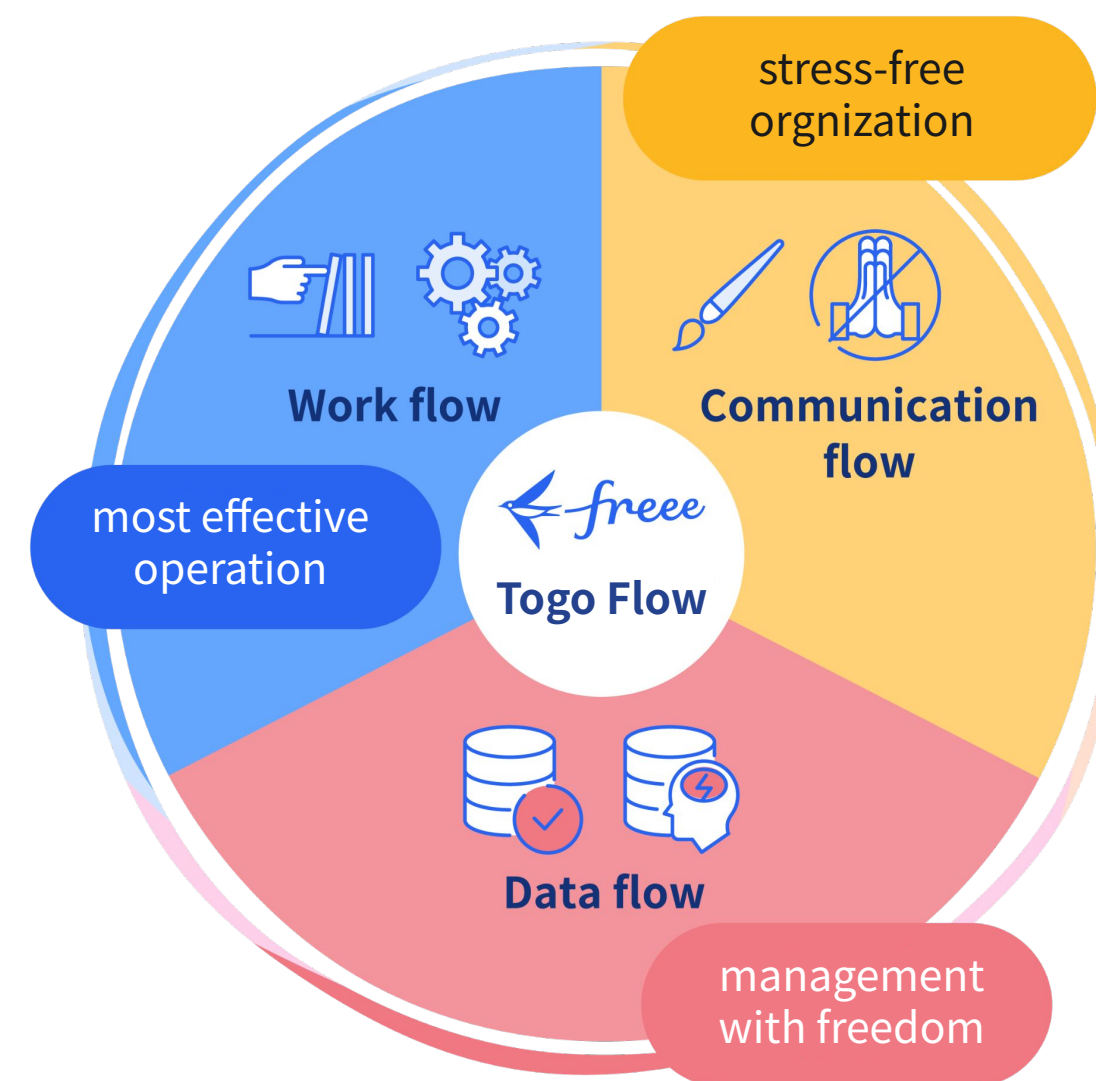 stress-free
orgnization
Work flow
Communication
flow
most effective
operation
freee
Togo Flow
Data flow
management
with freedom